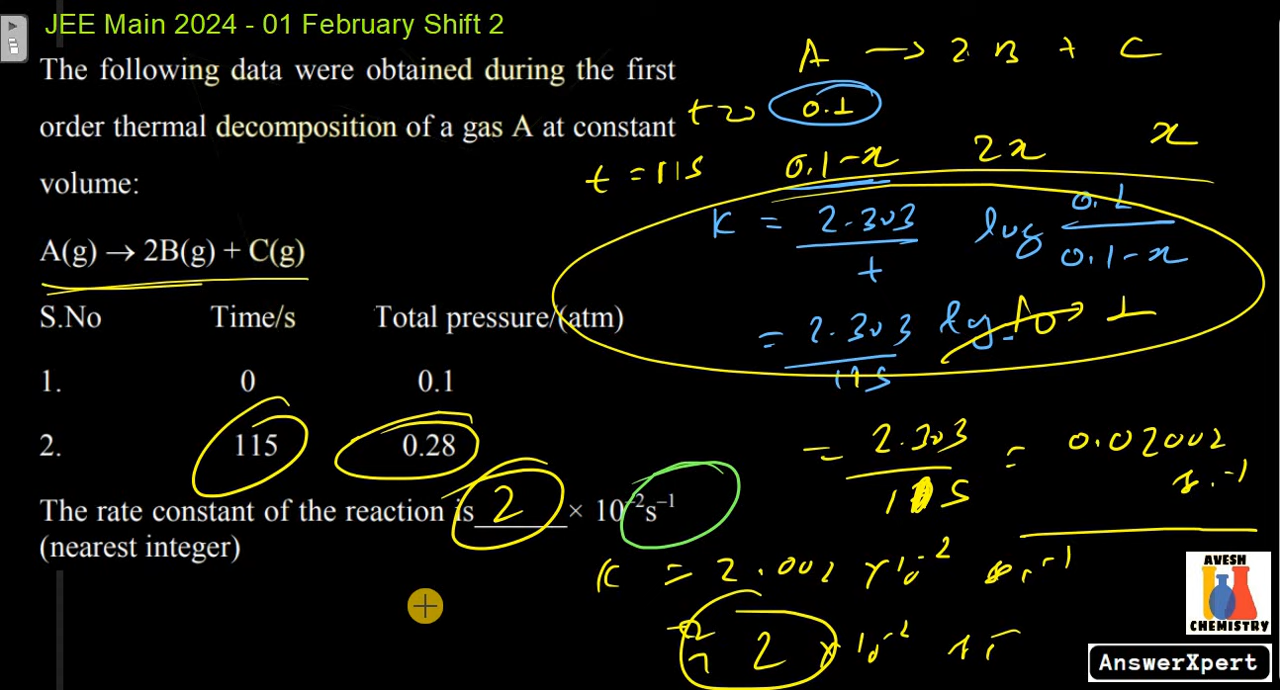 JEE Main 2024 - 01 February Shift 2
The following data were obtained during the first
order thermal decomposition of a gas A at constant
volume:
A(g) → 2B(g) + C(g)
S.No Time/s Total pressure/(atm)
1. 0 0.1
2. 115 0.28
The rate constant of the reaction is 2 × 10⁻²s⁻¹
(nearest integer)
A → 2 B + C
0.1
t = 115 0.1-x 2x x
K = 2.303 / t log 0.1 / 0.1-x
= 2.303 / 115 log 10 → 1
= 2.303 / 115 = 0.02002
K = 2.002 × 10⁻²
2 × 10⁻²
AVESH
CHEMISTRY
AnswerXpert